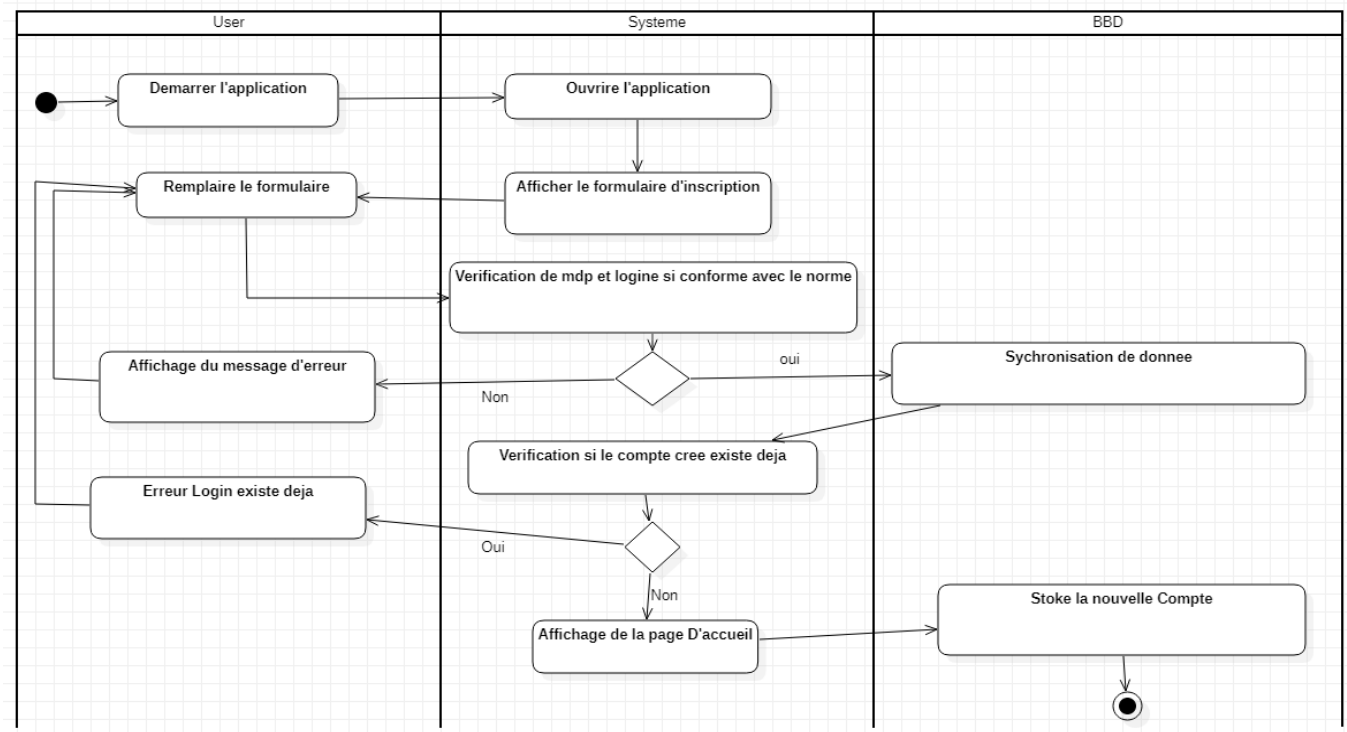 User
Systeme
BBD
Demarrer l'application
Ouvrire l'application
Remplaire le formulaire
Afficher le formulaire d'inscription
Verification de mdp et logine si conforme avec le norme
Affichage du message d'erreur
Non
oui
Sychronisation de donnee
Verification si le compte cree existe deja
Erreur Login existe deja
Oui
Non
Affichage de la page D'accueil
Stoke la nouvelle Compte